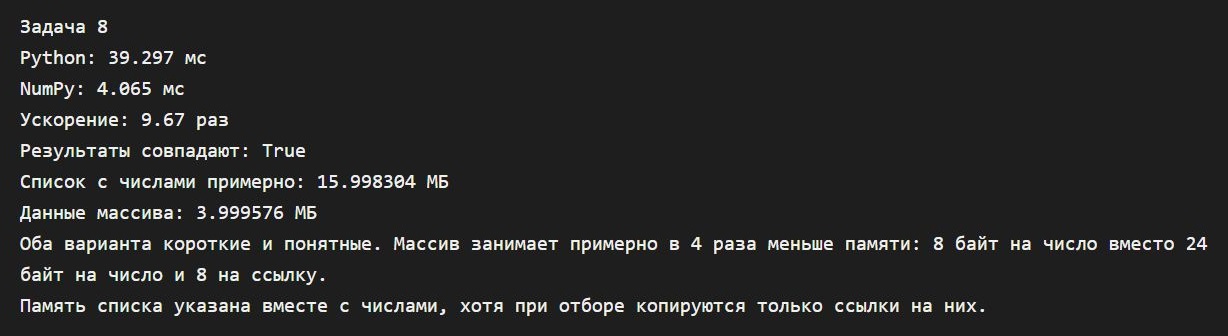 Задача 8
Python: 39.297 мс
NumPy: 4.065 мс
Ускорение: 9.67 раз
Результаты совпадают: True
Список с числами примерно: 15.998304 МБ
Данные массива: 3.999576 МБ
Оба варианта короткие и понятные. Массив занимает примерно в 4 раза меньше памяти: 8 байт на число вместо 24
байт на число и 8 на ссылку.
Память списка указана вместе с числами, хотя при отборе копируются только ссылки на них.